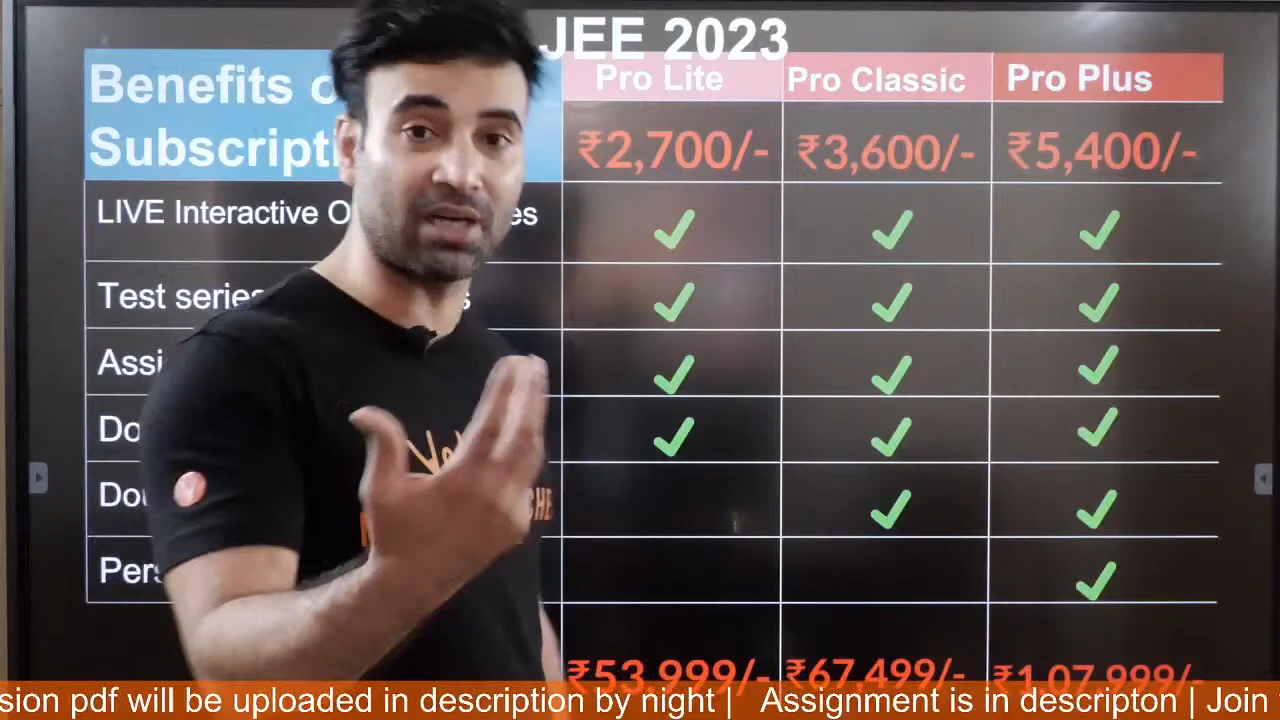 JEE 2023
Benefits o
Subscripti
Pro Lite
Pro Classic
Pro Plus
₹2,700/-
₹3,600/-
₹5,400/-
LIVE Interactive O es
Test series s
Assi
Do
Dou
Pers
₹53,999/-
₹67,499/-
₹1,07,999/-
sion pdf will be uploaded in description by night | Assignment is in descripton | Join